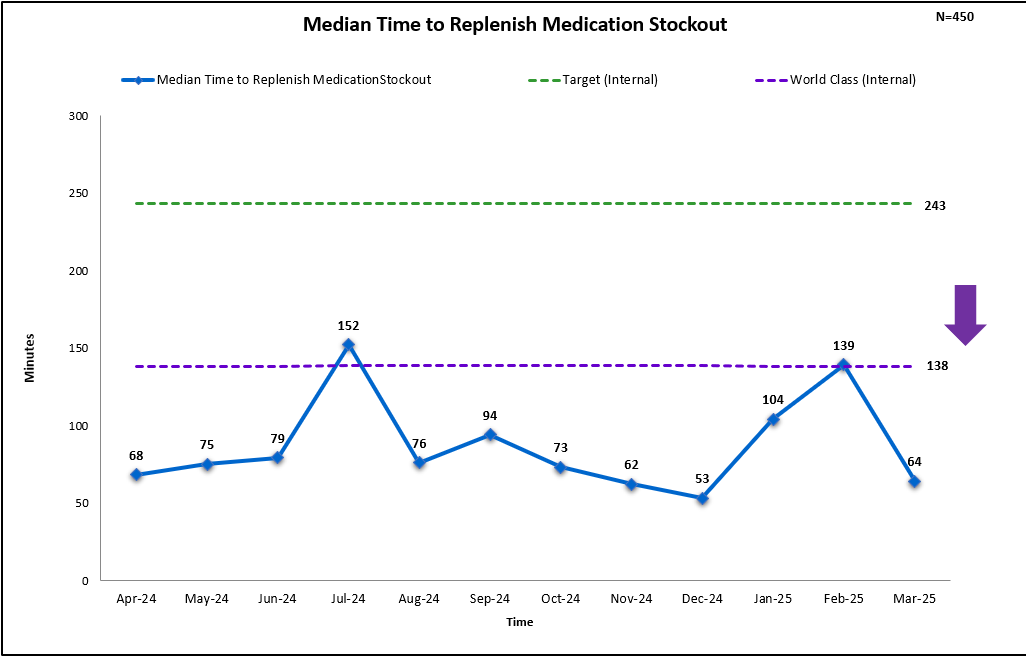 Median Time to Replenish Medication Stockout
N=450
Median Time to Replenish MedicationStockout
Target (Internal)
World Class (Internal)
300
250
200
150
100
50
0
Minutes
243
138
68
75
79
152
76
94
73
62
53
104
139
64
Apr-24
May-24
Jun-24
Jul-24
Aug-24
Sep-24
Oct-24
Nov-24
Dec-24
Jan-25
Feb-25
Mar-25
Time